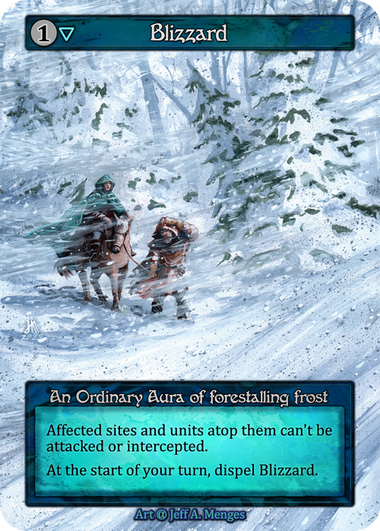 1 Blizzard
An Ordinary Aura of forestalling frost
Affected sites and units atop them can't be
attacked or intercepted.
At the start of your turn, dispel Blizzard.
Art @ Jeff A. Menges